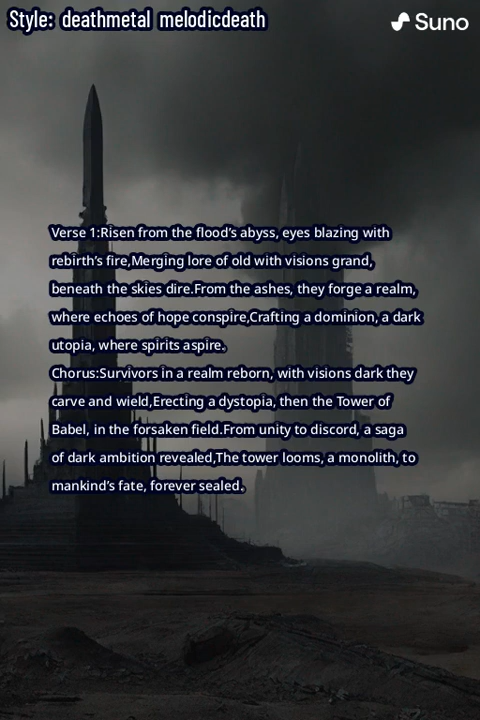 Style: deathmetal melodicdeath
Suno
Verse 1:Risen from the flood's abyss, eyes blazing with
rebirth's fire,Merging lore of old with visions grand,
beneath the skies dire.From the ashes, they forge a realm,
where echoes of hope conspire,Crafting a dominion, a dark
utopia, where spirits aspire.
Chorus:Survivors in a realm reborn, with visions dark they
carve and wield,Erecting a dystopia, then the Tower of
Babel, in the forsaken field.From unity to discord, a saga
of dark ambition revealed,The tower looms, a monolith, to
mankind's fate, forever sealed.